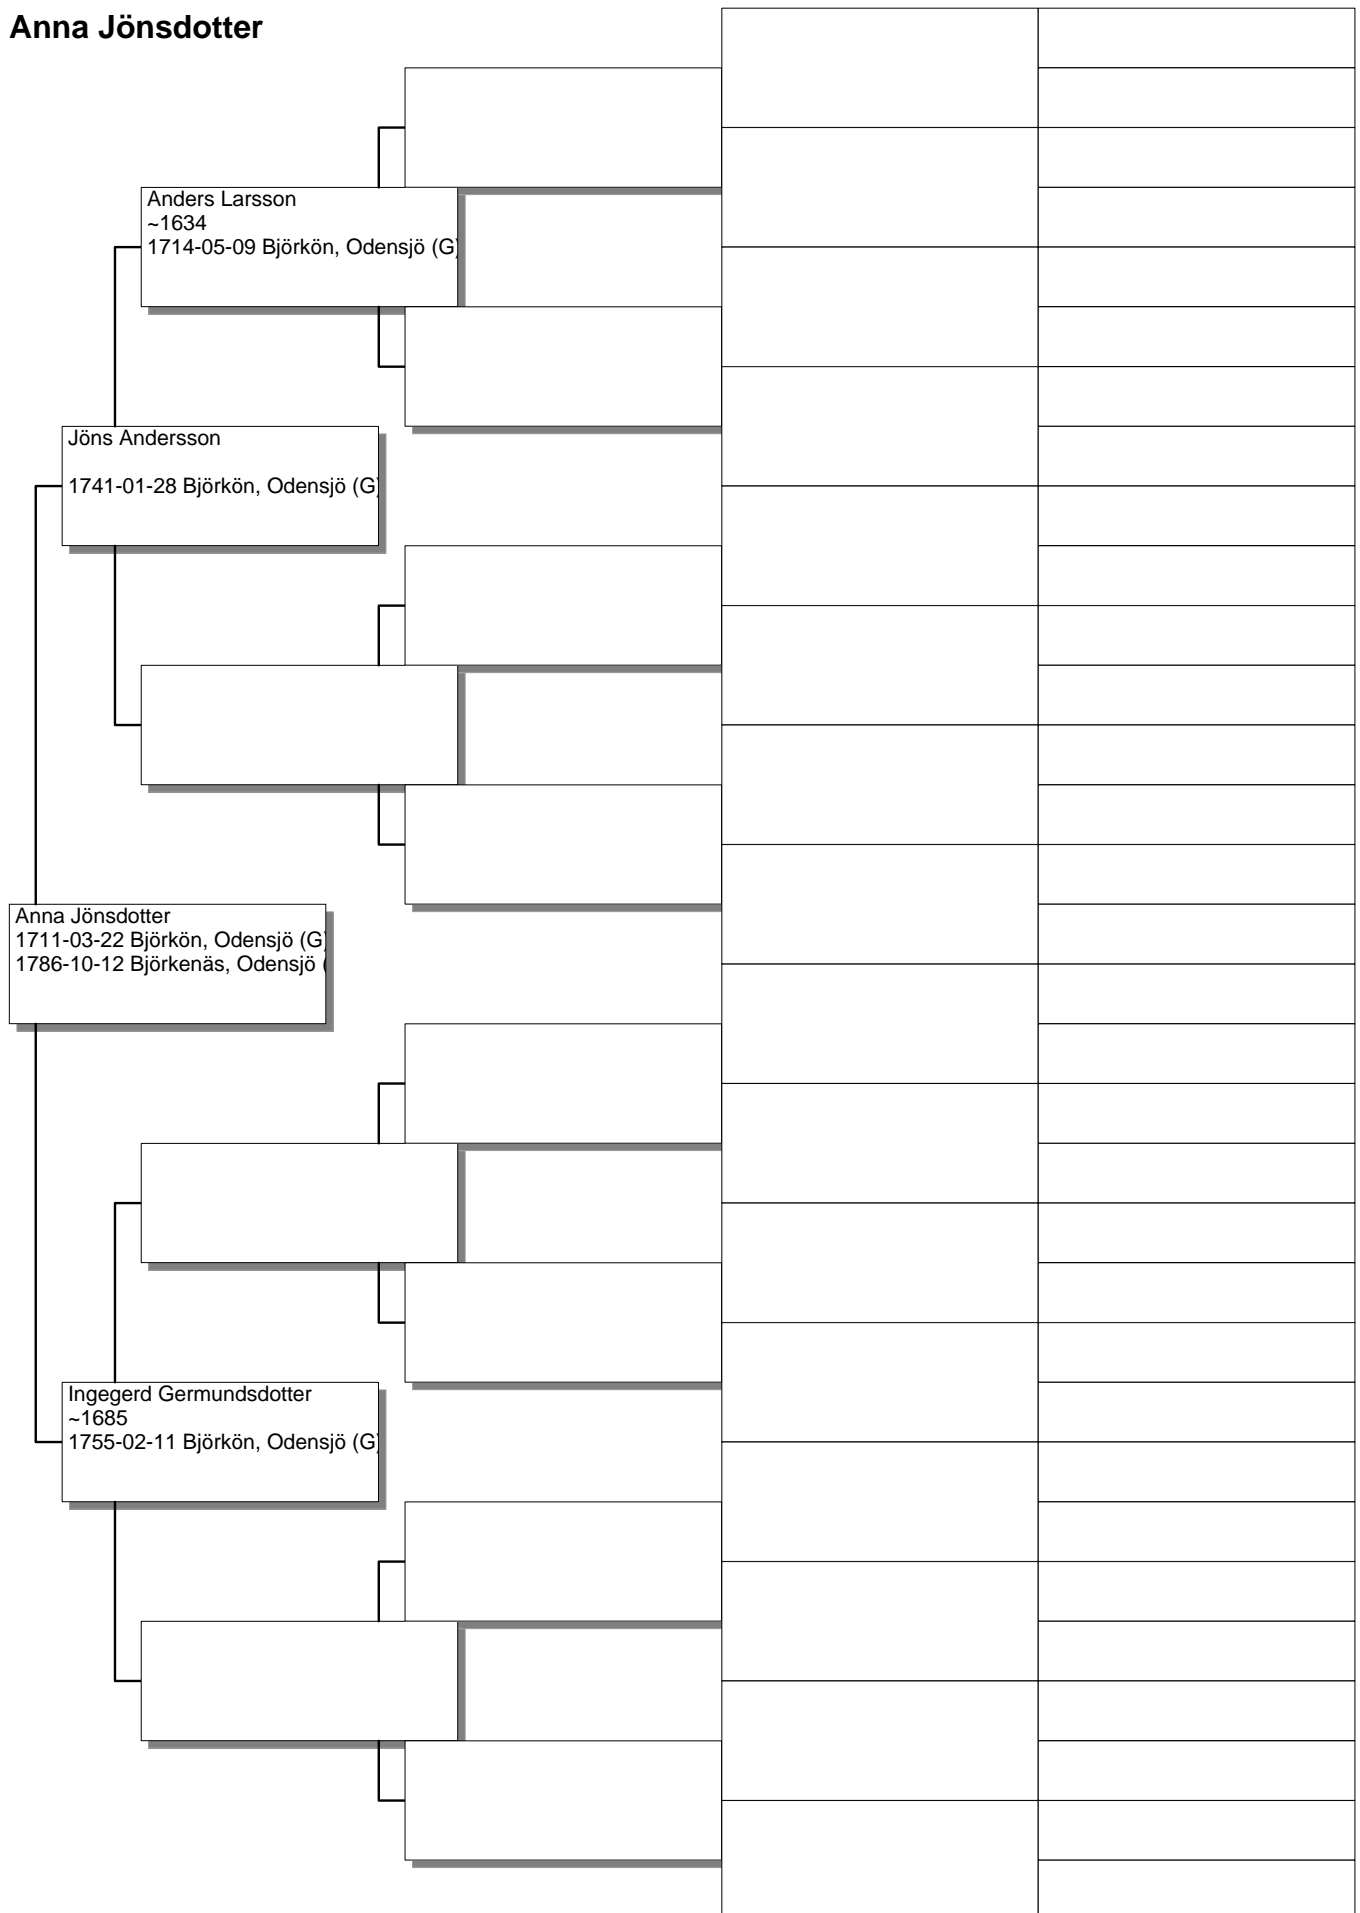 Anna Jönsdotter
Anders Larsson
~1634
1714-05-09 Björkön, Odensjö (G)
Jöns Andersson
1741-01-28 Björkön, Odensjö (G)
Anna Jönsdotter
1711-03-22 Björkön, Odensjö (G)
1786-10-12 Björkenäs, Odensjö (
Ingegerd Germundsdotter
~1685
1755-02-11 Björkön, Odensjö (G)